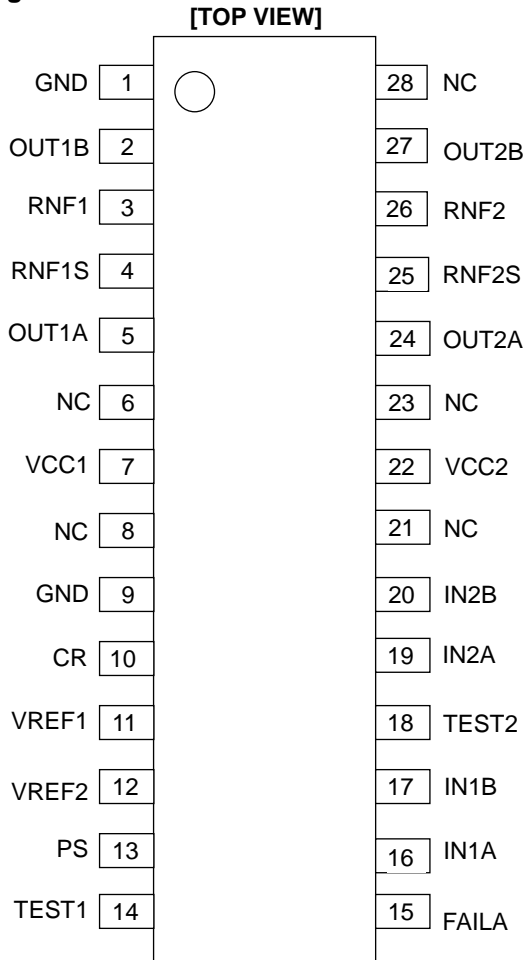 [TOP VIEW]
GND 1 28 NC
OUT1B 2 27 OUT2B
RNF1 3 26 RNF2
RNF1S 4 25 RNF2S
OUT1A 5 24 OUT2A
NC 6 23 NC
VCC1 7 22 VCC2
NC 8 21 NC
GND 9 20 IN2B
CR 10 19 IN2A
VREF1 11 18 TEST2
VREF2 12 17 IN1B
PS 13 16 IN1A
TEST1 14 15 FAILA